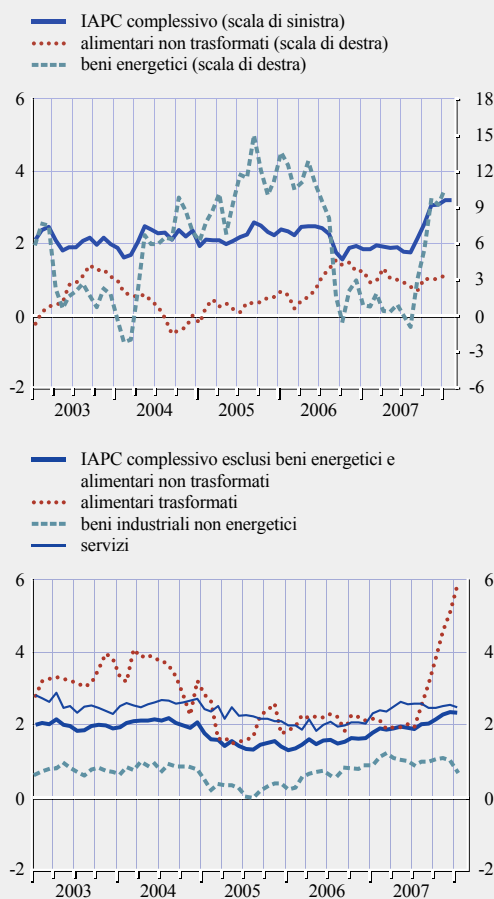 IAPC complessivo (scala di sinistra)
alimentari non trasformati (scala di destra)
beni energetici (scala di destra)
6
4
2
0
-2
18
15
12
9
6
3
0
-3
-6
2003 2004 2005 2006 2007
IAPC complessivo esclusi beni energetici e
alimentari non trasformati
alimentari trasformati
beni industriali non energetici
servizi
6
4
2
0
-2
6
4
2
0
-2
2003 2004 2005 2006 2007